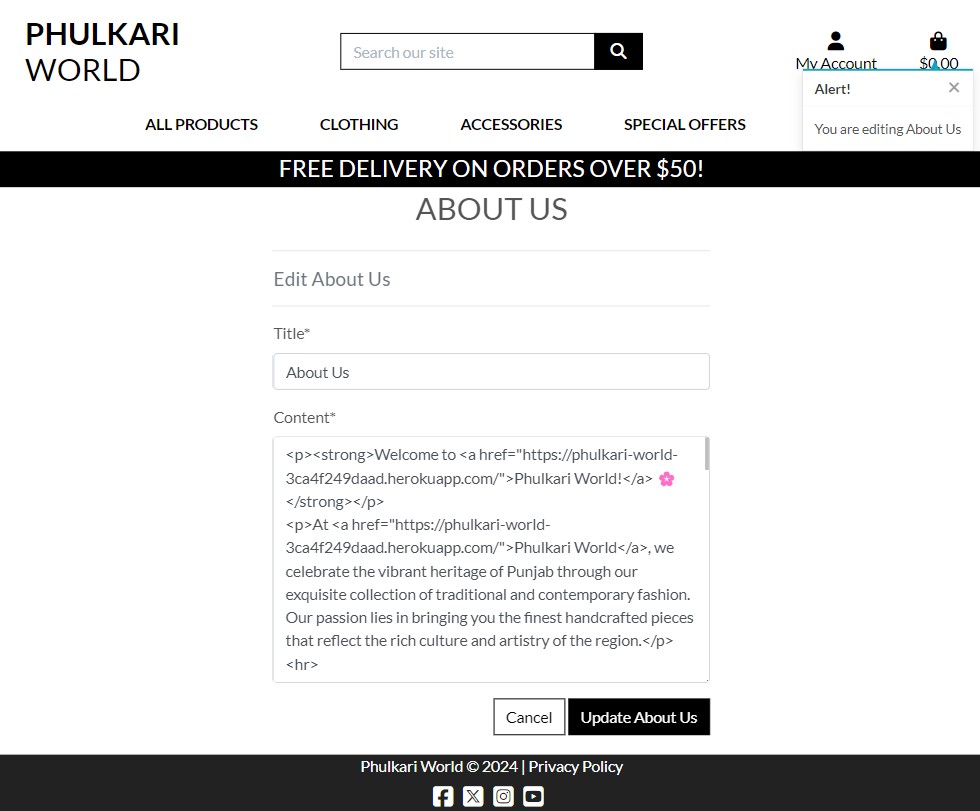 PHULKARI
WORLD
Search our site
My Account
$0.00
Alert!
×
You are editing About Us
ALL PRODUCTS
CLOTHING
ACCESSORIES
SPECIAL OFFERS
FREE DELIVERY ON ORDERS OVER $50!
ABOUT US
Edit About Us
Title*
About Us
Content*
<p><strong>Welcome to <a href="https://phulkari-world-
3ca4f249daad.herokuapp.com/">Phulkari World!</a> 🌸
</strong></p>
<p>At <a href="https://phulkari-world-
3ca4f249daad.herokuapp.com/">Phulkari World</a>, we
celebrate the vibrant heritage of Punjab through our
exquisite collection of traditional and contemporary fashion.
Our passion lies in bringing you the finest handcrafted pieces
that reflect the rich culture and artistry of the region.</p>
<hr>
Cancel
Update About Us
Phulkari World © 2024 | Privacy Policy